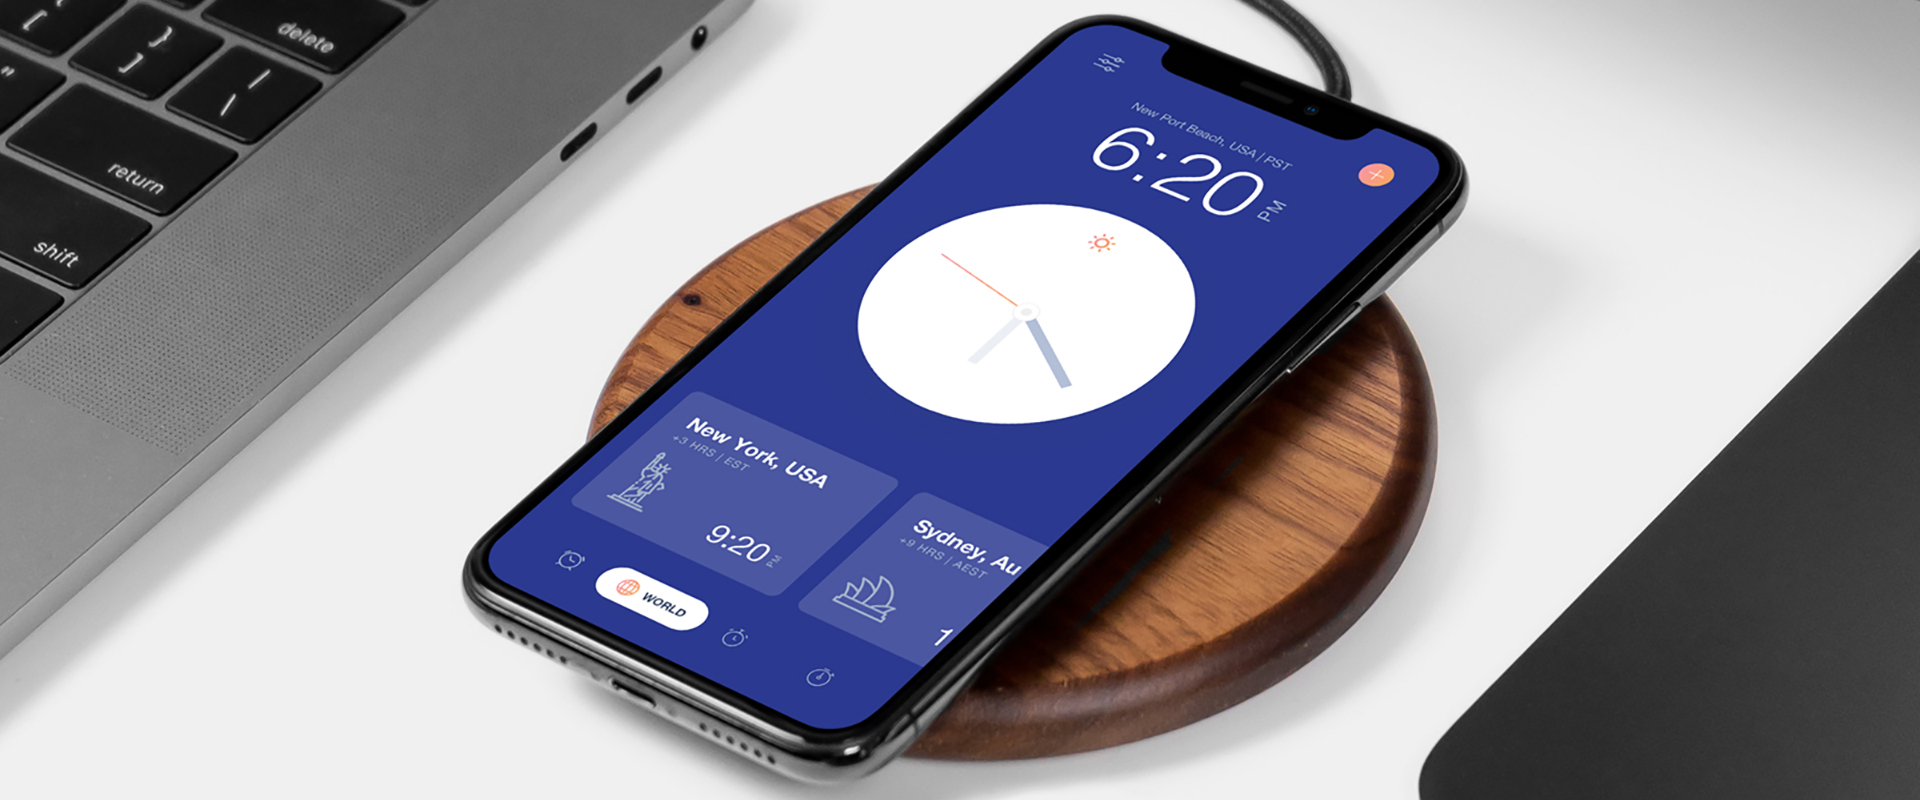 {
[
}
]
delete
"
|
\
return
shift
New Port Beach, USA | PST
6:20 PM
New York, USA
+3 HRS | EST
9:20 PM
Sydney, Au
+9 HRS | AEST
1
WORLD